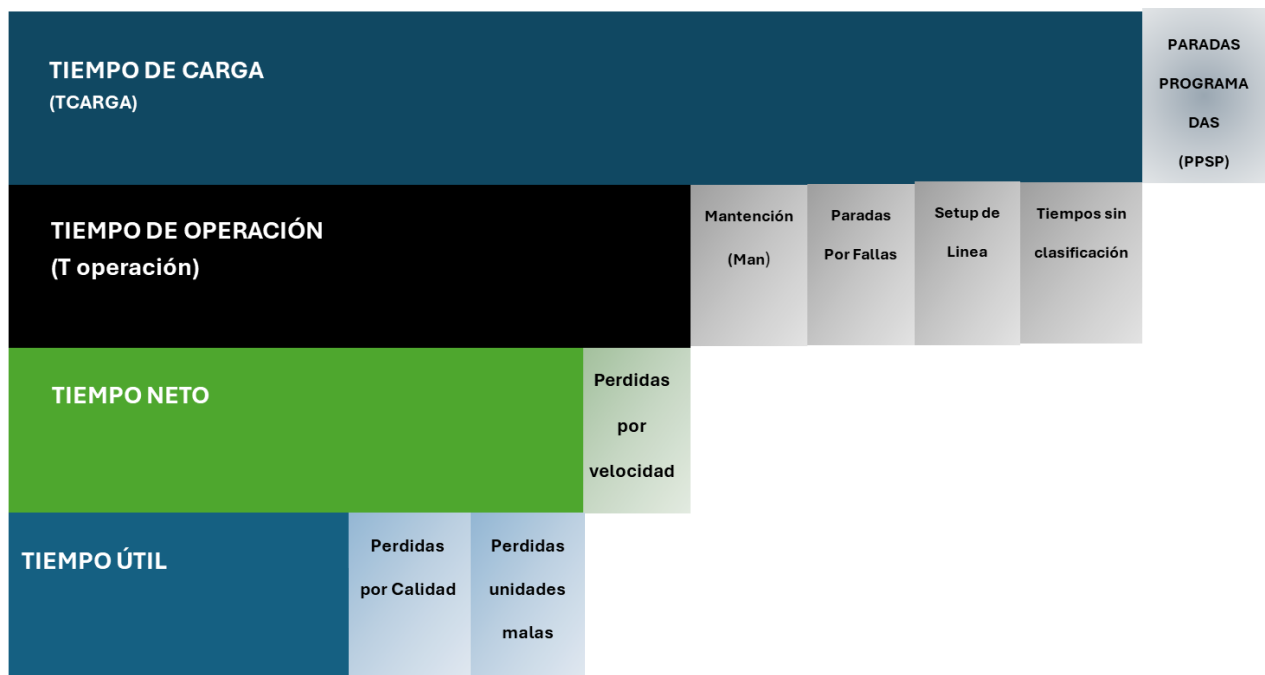 TIEMPO DE CARGA
(TCARGA)
PARADAS
PROGRAMA
DAS
(PPSP)
TIEMPO DE OPERACIÓN
(T operación)
Mantención
(Man)
Paradas
Por Fallas
Setup de
Linea
Tiempos sin
clasificación
TIEMPO NETO
Perdidas
por
velocidad
TIEMPO ÚTIL
Perdidas
por Calidad
Perdidas
unidades
malas